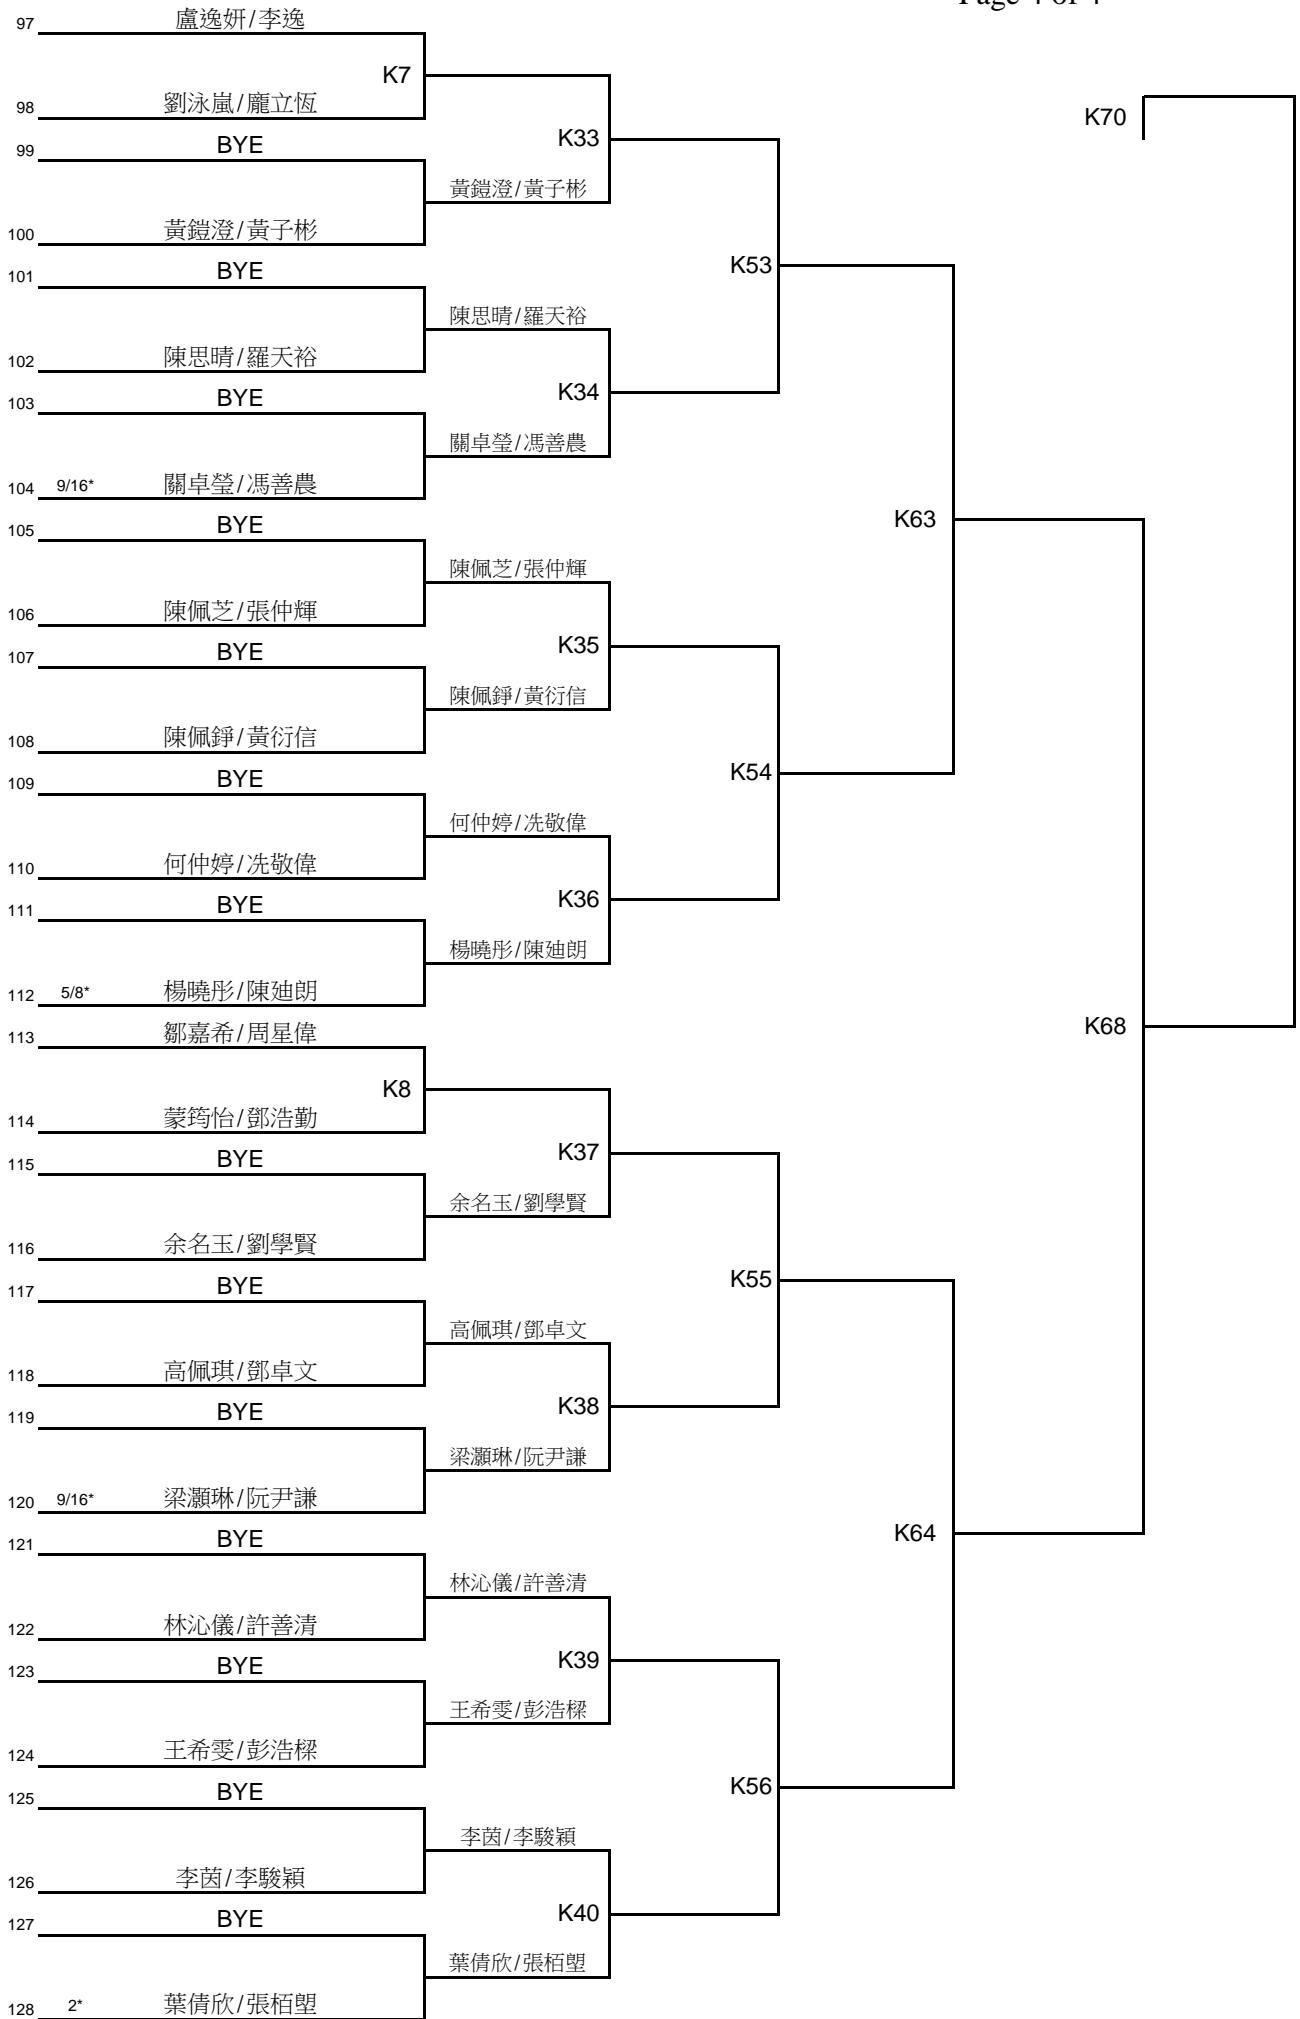 Page 4 of 4
97 盧逸妍/李逸
K7
98 劉泳嵐/龐立恆
K70
99 BYE
K33
黃鎧澄/黃子彬
100 黃鎧澄/黃子彬
K53
101 BYE
陳思晴/羅天裕
102 陳思晴/羅天裕
K34
103 BYE
關卓瑩/馮善農
104 9/16* 關卓瑩/馮善農
K63
105 BYE
陳佩芝/張仲輝
106 陳佩芝/張仲輝
K35
107 BYE
陳佩錚/黃衍信
108 陳佩錚/黃衍信
K54
109 BYE
何仲婷/冼敬偉
110 何仲婷/冼敬偉
K36
111 BYE
楊曉彤/陳廸朗
112 5/8* 楊曉彤/陳廸朗
K68
113 鄒嘉希/周星偉
K8
114 蒙筠怡/鄧浩勤
115 BYE
K37
余名玉/劉學賢
116 余名玉/劉學賢
K55
117 BYE
高佩琪/鄧卓文
118 高佩琪/鄧卓文
K38
119 BYE
梁灝琳/阮尹謙
120 9/16* 梁灝琳/阮尹謙
K64
121 BYE
林沁儀/許善清
122 林沁儀/許善清
K39
123 BYE
王希雯/彭浩樑
124 王希雯/彭浩樑
K56
125 BYE
李茵/李駿穎
126 李茵/李駿穎
K40
127 BYE
葉倩欣/張栢塱
128 2* 葉倩欣/張栢塱